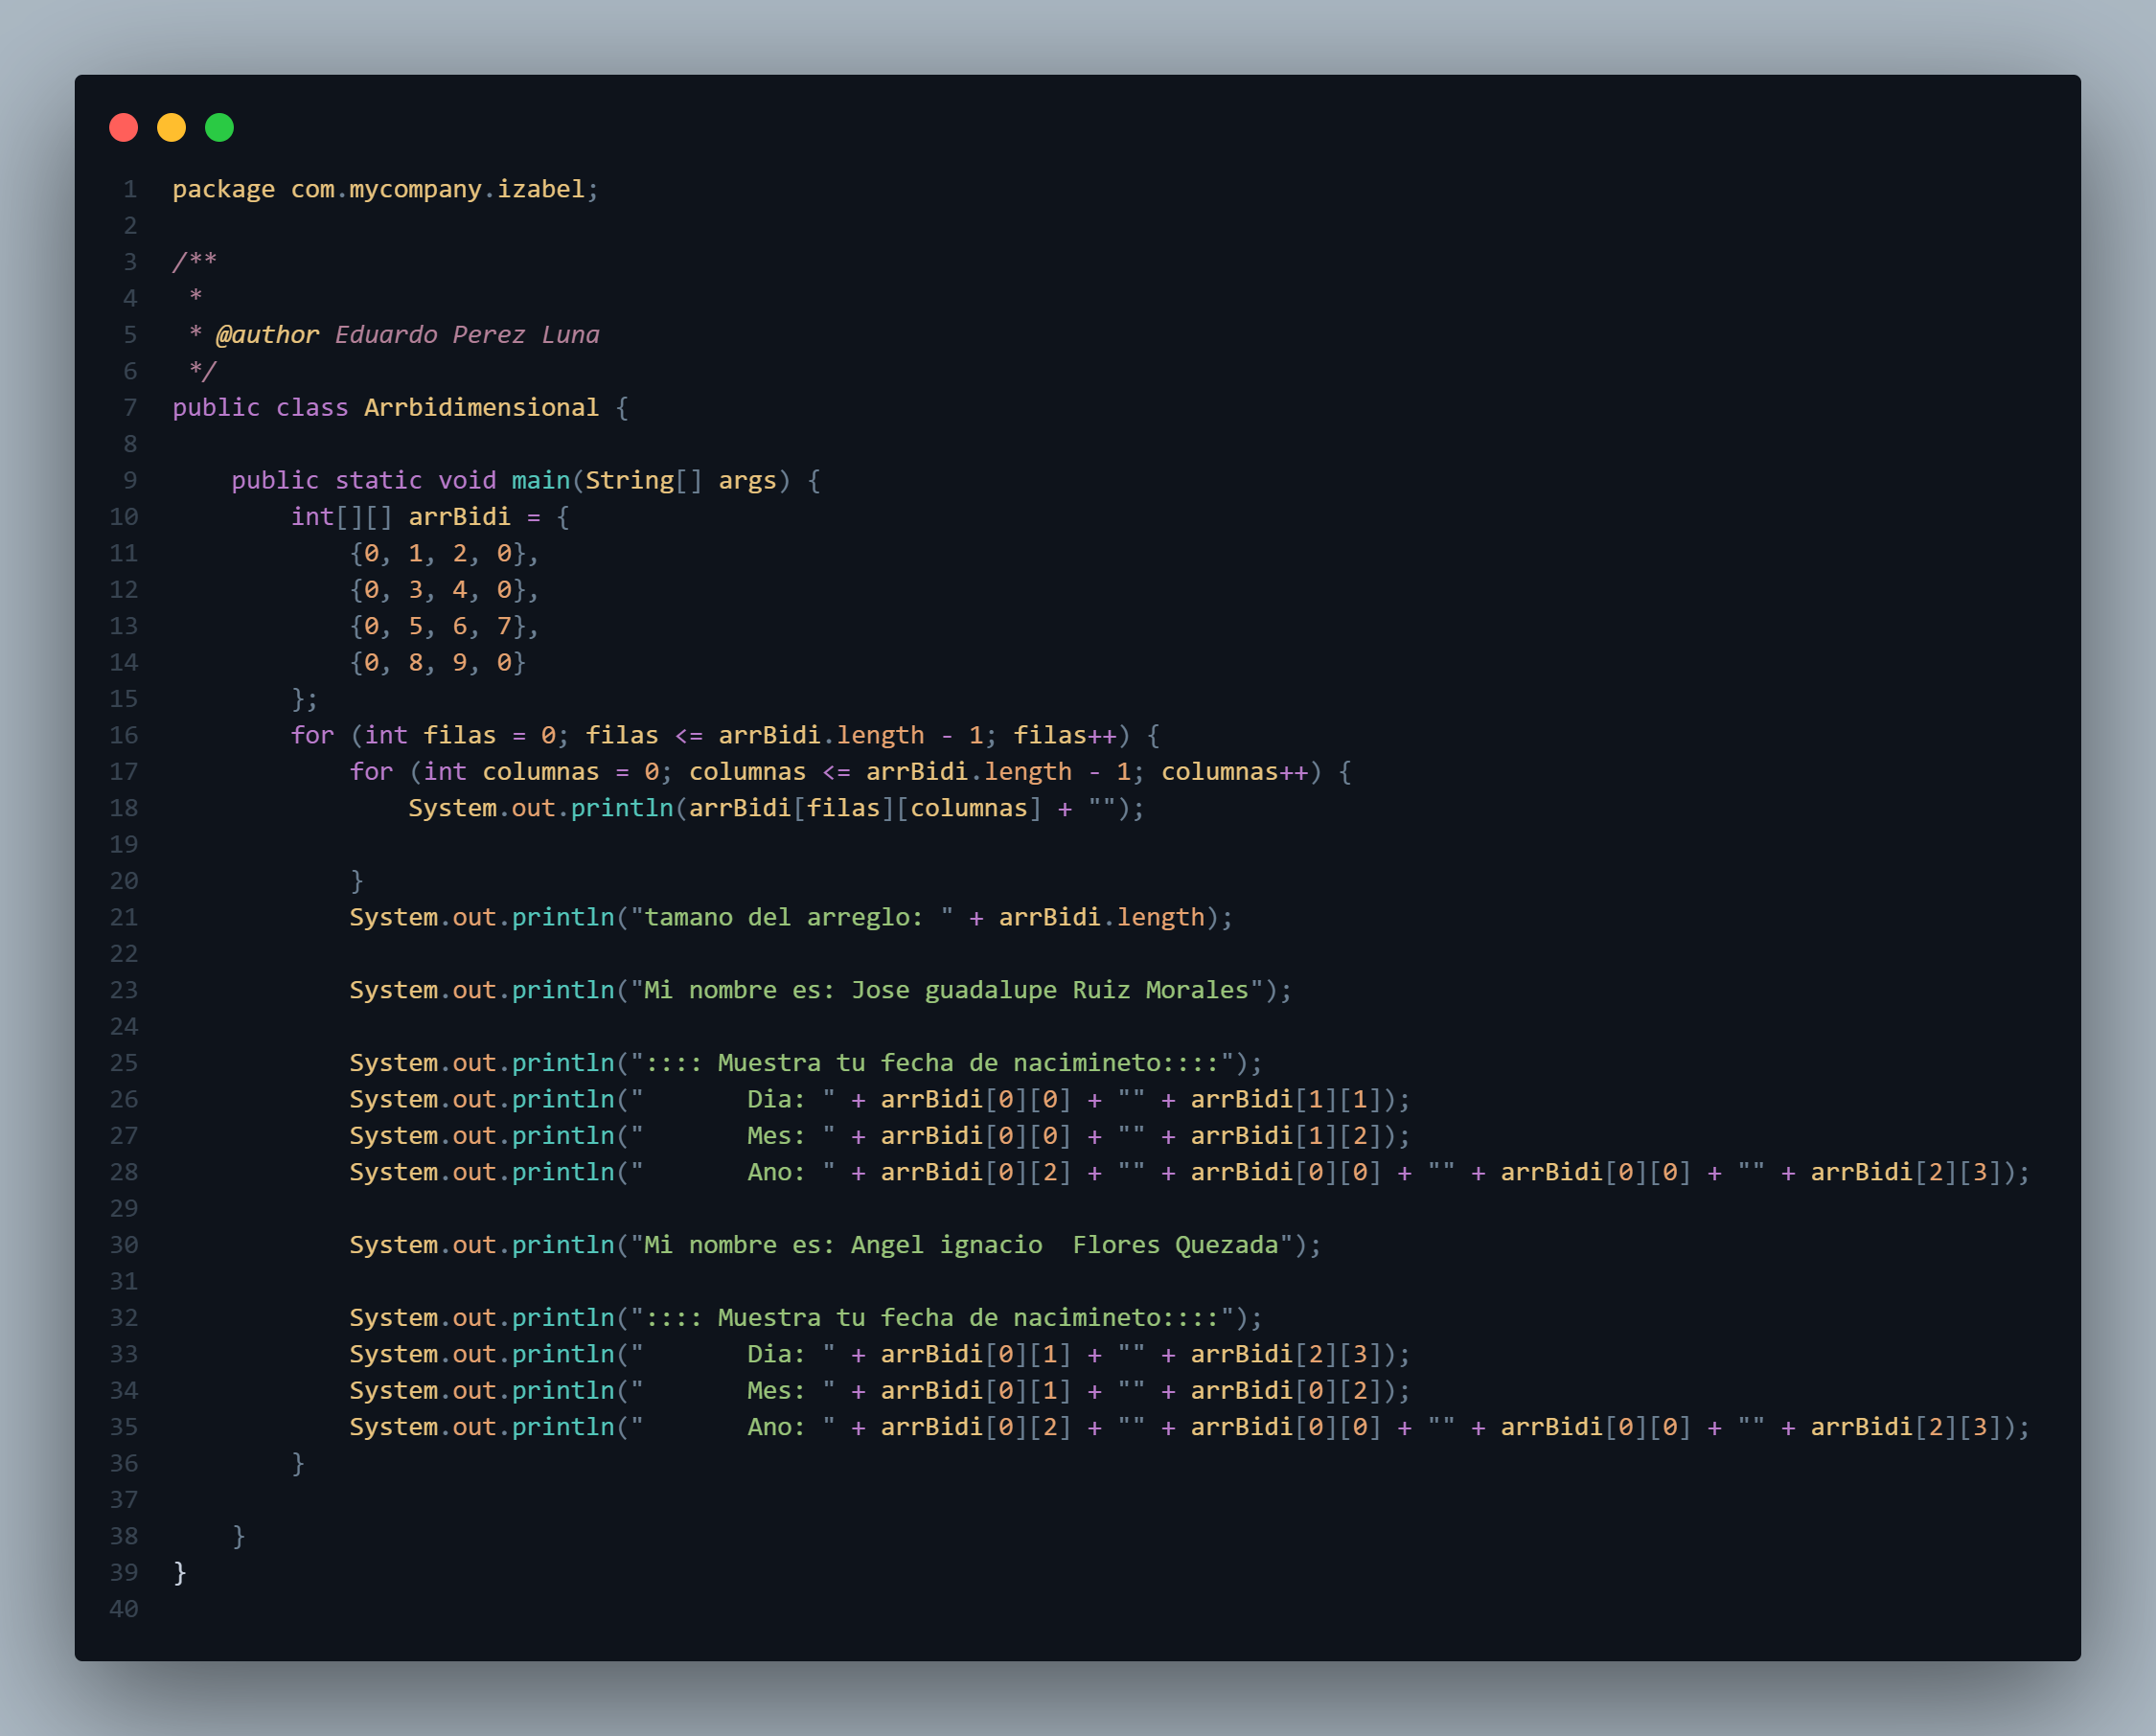 1 package com.mycompany.izabel;
2
3 /**
4  *
5  * @author Eduardo Perez Luna
6  */
7 public class Arrbidimensional {
8
9     public static void main(String[] args) {
10         int[][] arrBidi = {
11             {0, 1, 2, 0},
12             {0, 3, 4, 0},
13             {0, 5, 6, 7},
14             {0, 8, 9, 0}
15         };
16         for (int filas = 0; filas <= arrBidi.length - 1; filas++) {
17             for (int columnas = 0; columnas <= arrBidi.length - 1; columnas++) {
18                 System.out.println(arrBidi[filas][columnas] + "");
19
20             }
21             System.out.println("tamano del arreglo: " + arrBidi.length);
22
23             System.out.println("Mi nombre es: Jose guadalupe Ruiz Morales");
24
25             System.out.println(":::: Muestra tu fecha de nacimineto::::");
26             System.out.println("       Dia: " + arrBidi[0][0] + "" + arrBidi[1][1]);
27             System.out.println("       Mes: " + arrBidi[0][0] + "" + arrBidi[1][2]);
28             System.out.println("       Ano: " + arrBidi[0][2] + "" + arrBidi[0][0] + "" + arrBidi[0][0] + "" + arrBidi[2][3]);
29
30             System.out.println("Mi nombre es: Angel ignacio  Flores Quezada");
31
32             System.out.println(":::: Muestra tu fecha de nacimineto::::");
33             System.out.println("       Dia: " + arrBidi[0][1] + "" + arrBidi[2][3]);
34             System.out.println("       Mes: " + arrBidi[0][1] + "" + arrBidi[0][2]);
35             System.out.println("       Ano: " + arrBidi[0][2] + "" + arrBidi[0][0] + "" + arrBidi[0][0] + "" + arrBidi[2][3]);
36         }
37
38     }
39 }
40